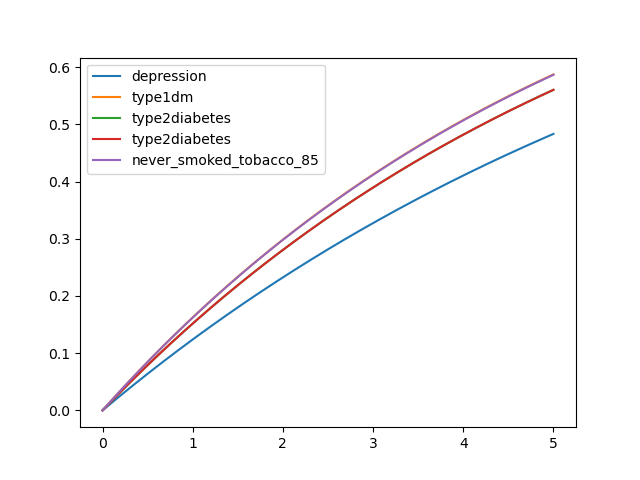 0.6
0.5
0.4
0.3
0.2
0.1
0.0
depression
type1dm
type2diabetes
type2diabetes
never_smoked_tobacco_85
0 1 2 3 4 5